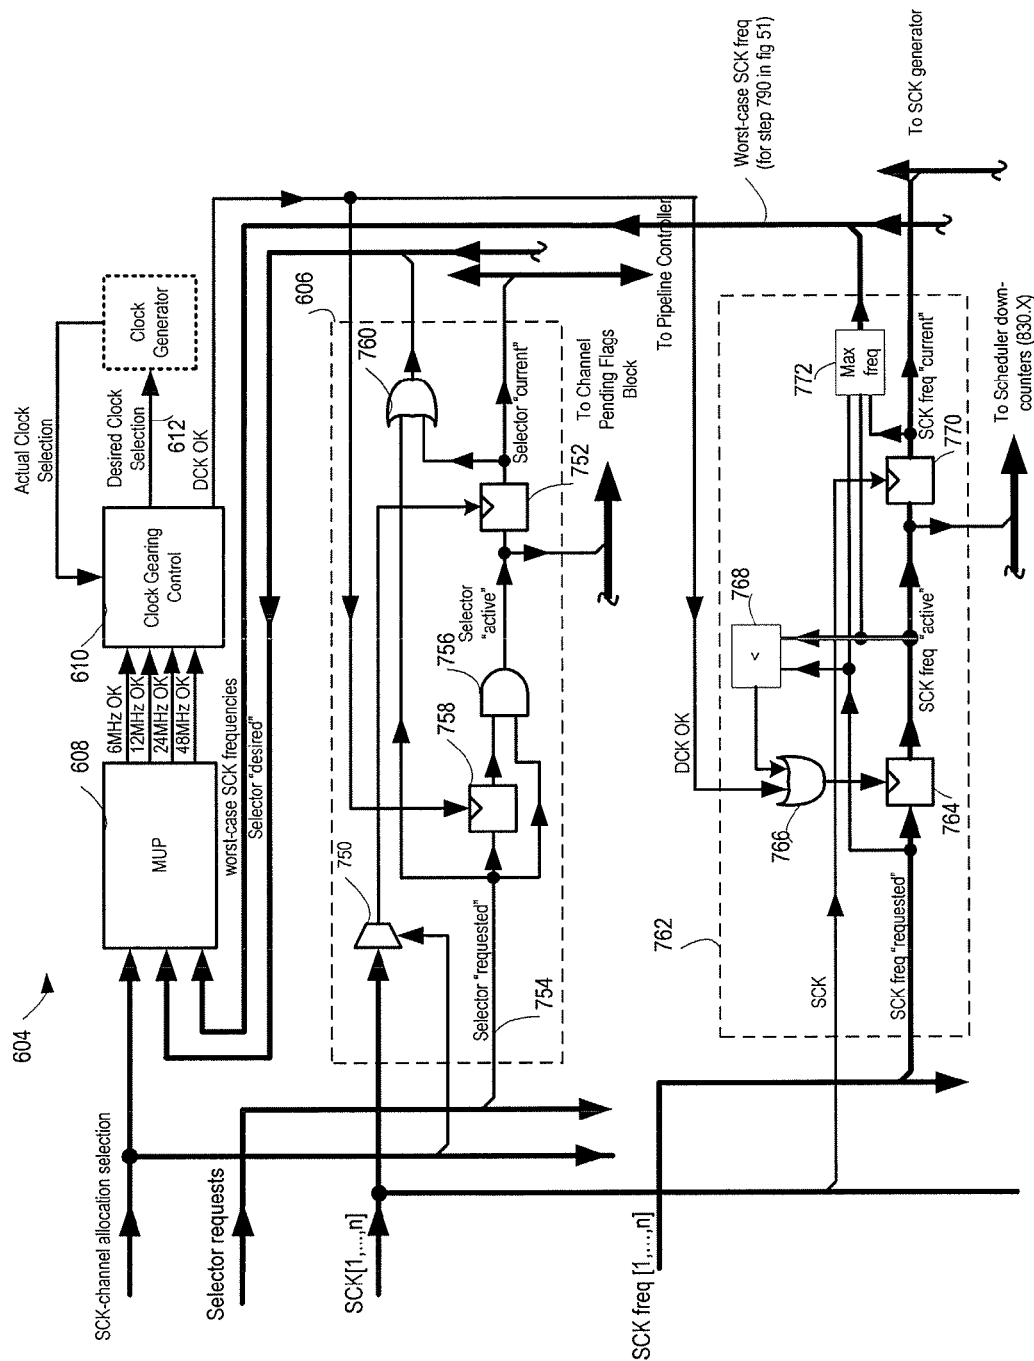 604
SCK-channel allocation selection
Selector requests
SCK[1,...,n]
SCK freq [1,...,n]
608
MUP
6MHz OK
12MHz OK
24MHz OK
48MHz OK
worst-case SCK frequencies
Selector "desired"
610
Clock Gearing
Control
Actual Clock
Selection
Desired Clock
Selection
612
DCK OK
Clock
Generator
606
750
Selector "requested"
754
758
756
Selector
"active"
760
752
Selector "current"
To Channel
Pending Flags
Block
To Pipeline Controller
Worst-case SCK freq
(for step 790 in fig 51)
DCK OK
762
SCK
SCK freq "requested"
766
764
768
<
SCK freq "active"
772
Max
freq
770
SCK freq "current"
To SCK generator
To Scheduler down-
counters (830.X)